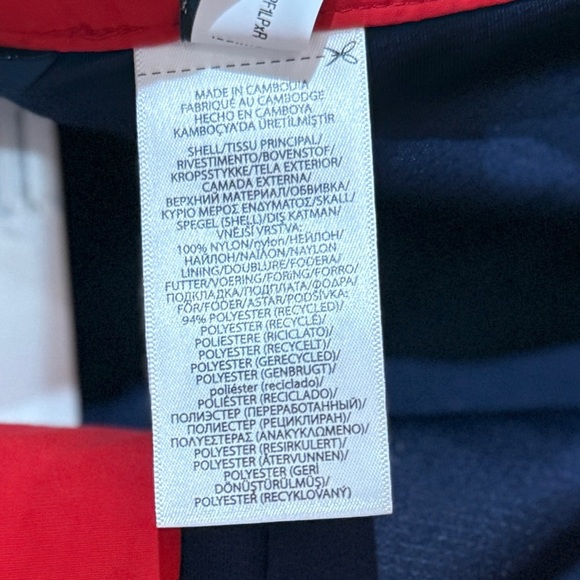 MADE IN CAMBODIA
FABRIQUÉ AU CAMBODGE
HECHO EN CAMBOYA
KAMBOÇYA'DA ÜRETİLMİŞTİR
SHELL/TISSU PRINCIPAL/
RIVESTIMENTO/BOVENSTOF/
KROPSSTYKKE/TELA EXTERIOR/
CAMADA EXTERNA/
ВЕРХНИЙ МАТЕРИАЛ/ОБВИВКА/
ΚΥΡΙΟ ΜΕΡΟΣ ΕΝΔΥΜΑΤΟΣ/SKALL/
SPEGEL (SHELL)/DIŞ KATMAN/
VNĚJŠÍ VRSTVA:
100% NYLON/nylon/НЕЙЛОН/
НАЙЛОН/ΝΑΪΛΟΝ/NAYLON
LINING/DOUBLURE/FODERA/
FUTTER/VOERING/FORING/FORRO/
ПОДКЛАДКА/ПОДПЛАТА/ΦΟΔΡΑ/
FÔR/FODER/ASTAR/PODŠÍVKA:
94% POLYESTER (RECYCLED)/
POLYESTER (RECYCLÉ)/
POLIESTERE (RICICLATO)/
POLYESTER (RECYCELT)/
POLYESTER (GERECYCLED)/
POLYESTER (GENBRUGT)/
poliéster (reciclado)/
POLIÉSTER (RECICLADO)/
ПОЛИЭСТЕР (ПЕРЕРАБОТАННЫЙ)/
ПОЛИЕСТЕР (РЕЦИКЛИРАН)/
ΠΟΛΥΕΣΤΕΡΑΣ (ΑΝΑΚΥΚΛΩΜΕΝΟ)/
POLYESTER (RESIRKULERT)/
POLYESTER (ÅTERVUNNEN)/
POLYESTER (GERİ
DÖNÜŞTÜRÜLMÜŞ)/
POLYESTER (RECYKLOVANÝ)